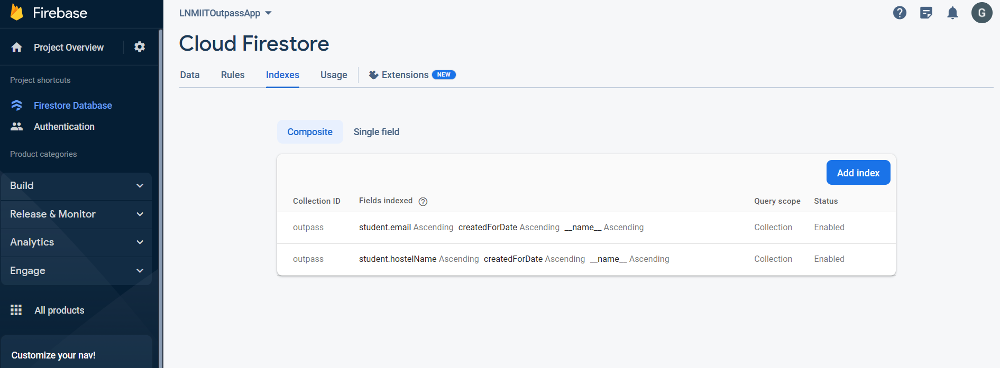 Firebase
Project Overview
Project shortcuts
Firestore Database
Authentication
Product categories
Build
Release & Monitor
Analytics
Engage
All products
Customize your nav!
LNMIITOutpassApp
G
Cloud Firestore
Data Rules Indexes Usage Extensions NEW
Composite Single field
Add index
Collection ID Fields indexed Query scope Status
outpass student.email Ascending createdForDate Ascending __name__ Ascending Collection Enabled
outpass student.hostelName Ascending createdForDate Ascending __name__ Ascending Collection Enabled